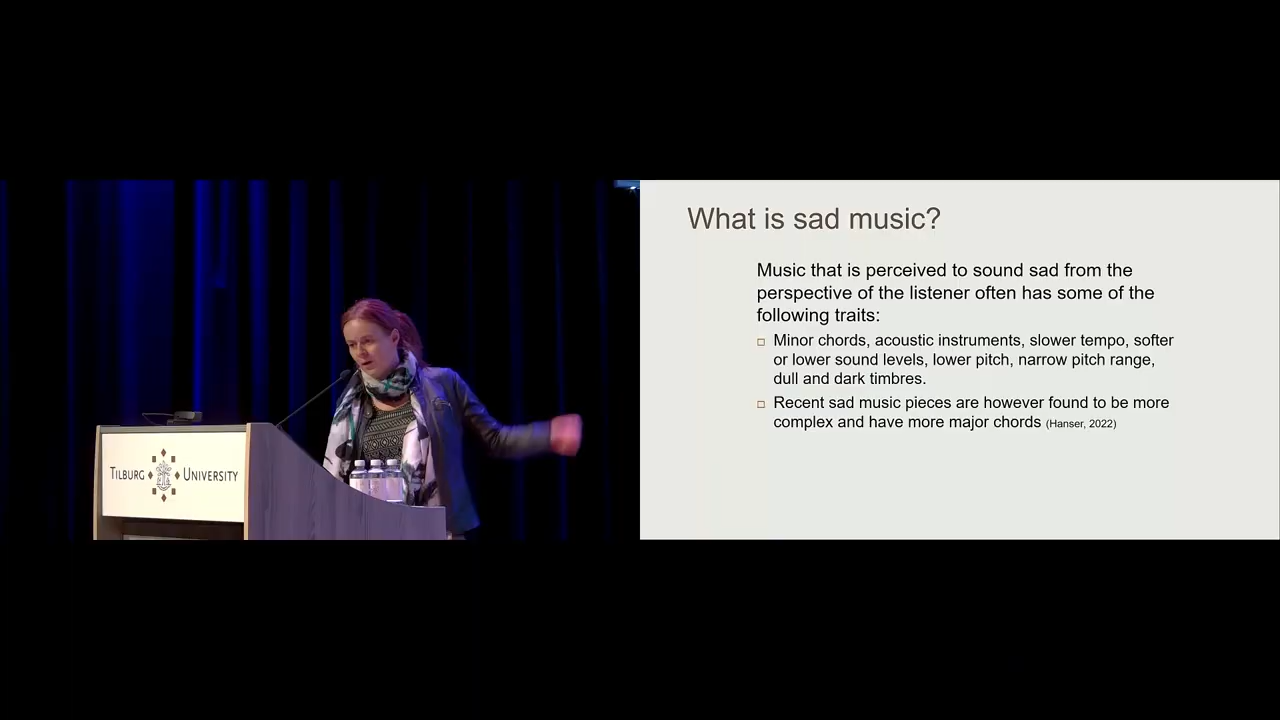 TILBURG UNIVERSITY
What is sad music?
Music that is perceived to sound sad from the
perspective of the listener often has some of the
following traits:
Minor chords, acoustic instruments, slower tempo, softer
or lower sound levels, lower pitch, narrow pitch range,
dull and dark timbres.
Recent sad music pieces are however found to be more
complex and have more major chords (Hanser, 2022)